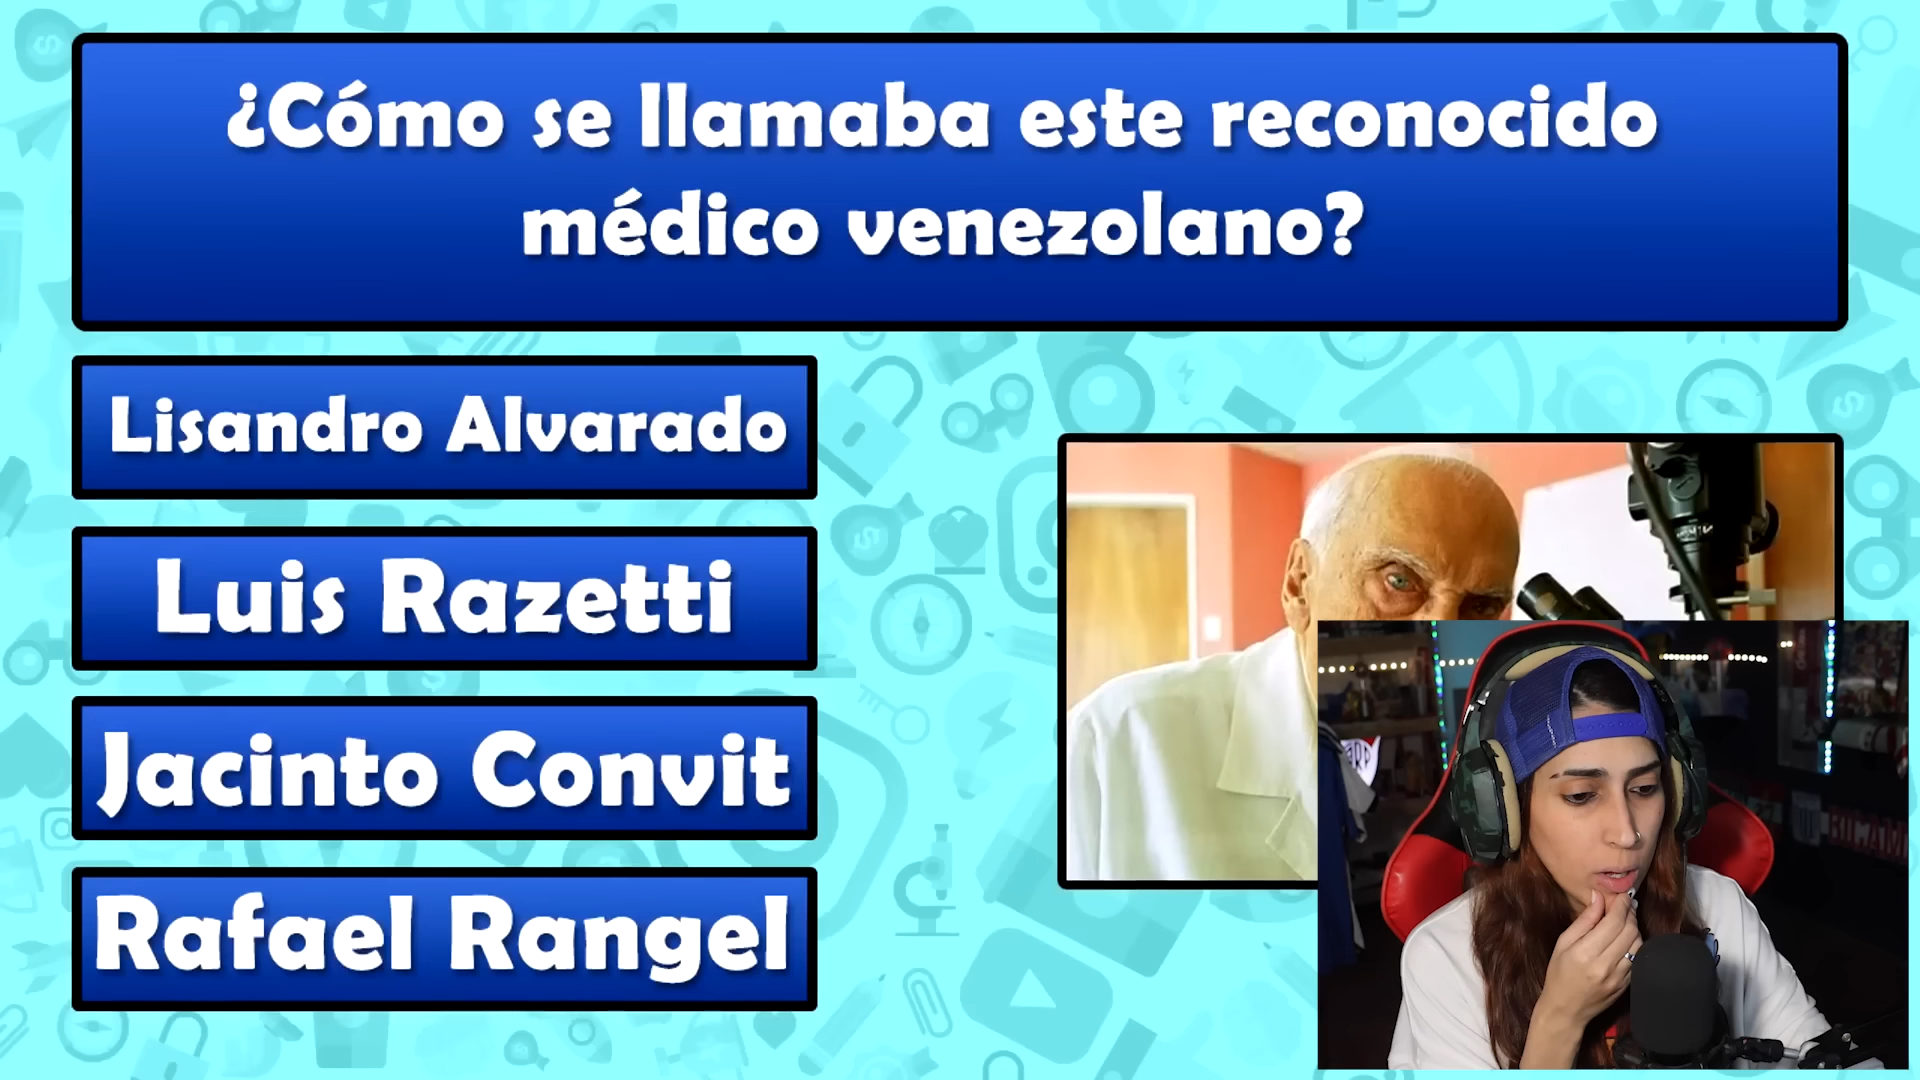 ¿Cómo se llamaba este reconocido
médico venezolano?
Lisandro Alvarado
Luis Razetti
Jacinto Convit
Rafael Rangel